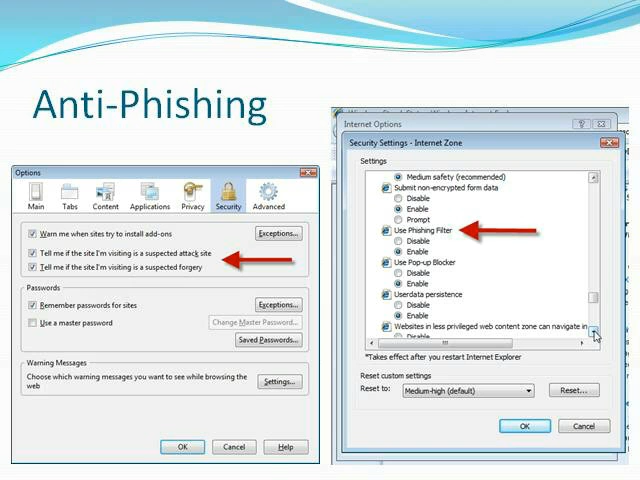 Anti-Phishing
Options
Main Tabs Content Applications Privacy Security Advanced
Warn me when sites try to install add-ons Exceptions...
Tell me if the site I'm visiting is a suspected attack site
Tell me if the site I'm visiting is a suspected forgery
Passwords
Remember passwords for sites Exceptions...
Use a master password Change Master Password...
Saved Passwords...
Warning Messages
Choose which warning messages you want to see while browsing the Settings...
web
OK Cancel Help
Internet Options
Security Settings - Internet Zone
Settings
Medium safety (recommended)
Submit non-encrypted form data
Disable
Enable
Prompt
Use Phishing Filter
Disable
Enable
Use Pop-up Blocker
Disable
Enable
Userdata persistence
Disable
Enable
Websites in less privileged web content zone can navigate in
Disable
*Takes effect after you restart Internet Explorer
Reset custom settings
Reset to: Medium-high (default) Reset...
OK Cancel